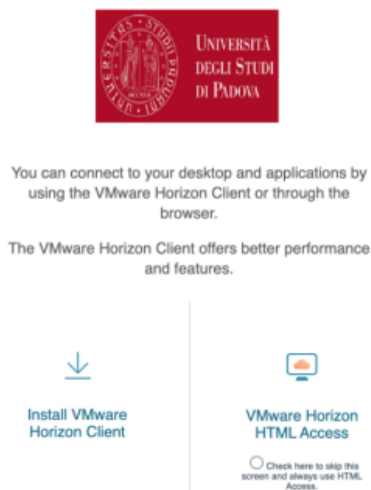 UNIVERSITÀ
DEGLI STUDI
DI PADOVA
You can connect to your desktop and applications by
using the VMware Horizon Client or through the
browser.
The VMware Horizon Client offers better performance
and features.
Install VMware
Horizon Client
VMware Horizon
HTML Access
Check here to skip this
screen and always use HTML
Access.